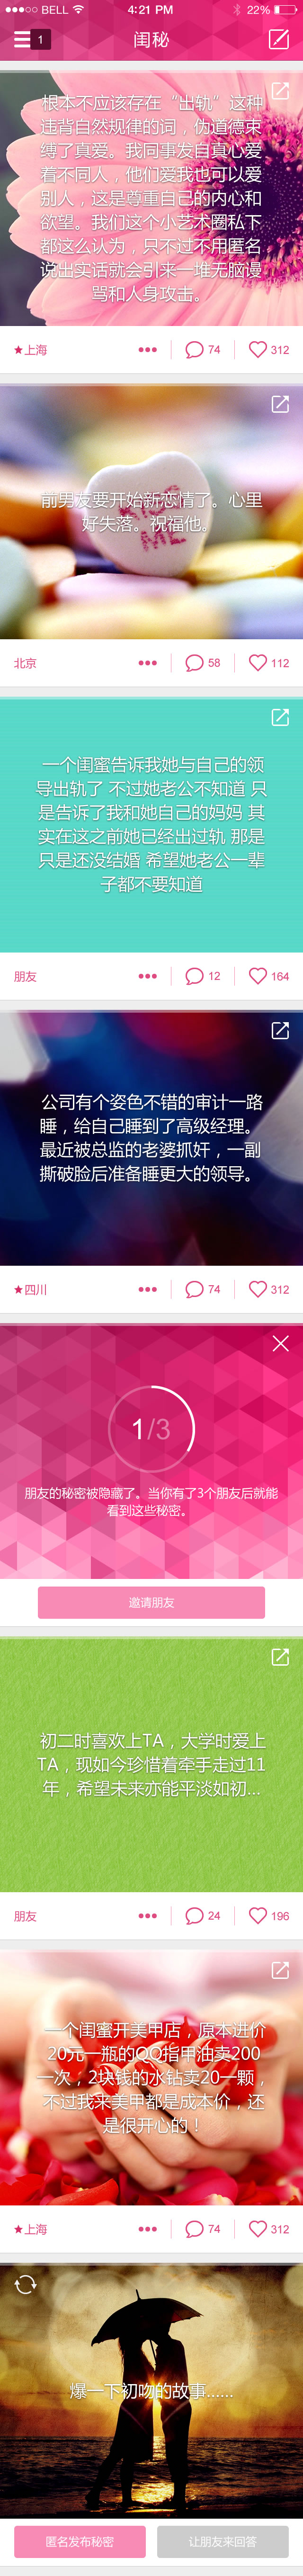 BELL 4:21 PM 22%
1 闺秘
根本不应该存在“出轨”这种
违背自然规律的词，伪道德束
缚了真爱。我同事发自真心爱
着不同人，他们爱我也可以爱
别人，这是尊重自己的内心和
欲望。我们这个小艺术圈私下
都这么认为，只不过不用匿名
说出实话就会引来一堆无脑谩
骂和人身攻击。
★上海 ••• 74 312
前男友要开始新恋情了。心里
好失落。祝福他。
北京 ••• 58 112
一个闺蜜告诉我她与自己的领
导出轨了 不过她老公不知道 只
是告诉了我和她自己的妈妈 其
实在这之前她已经出过轨 那是
只是还没结婚 希望她老公一辈
子都不要知道
朋友 ••• 12 164
公司有个姿色不错的审计一路
睡，给自己睡到了高级经理。
最近被总监的老婆抓奸，一副
撕破脸后准备睡更大的领导。
★四川 ••• 74 312
1/3
朋友的秘密被隐藏了。当你有了3个朋友后就能
看到这些秘密。
邀请朋友
初二时喜欢上TA，大学时爱上
TA，现如今珍惜着牵手走过11
年，希望未来亦能平淡如初...
朋友 ••• 24 196
一个闺蜜开美甲店，原本进价
20元一瓶的QQ指甲油卖200
一次，2块钱的水钻卖20一颗，
不过我来美甲都是成本价，还
是很开心的！
★上海 ••• 74 312
爆一下初吻的故事......
匿名发布秘密 让朋友来回答